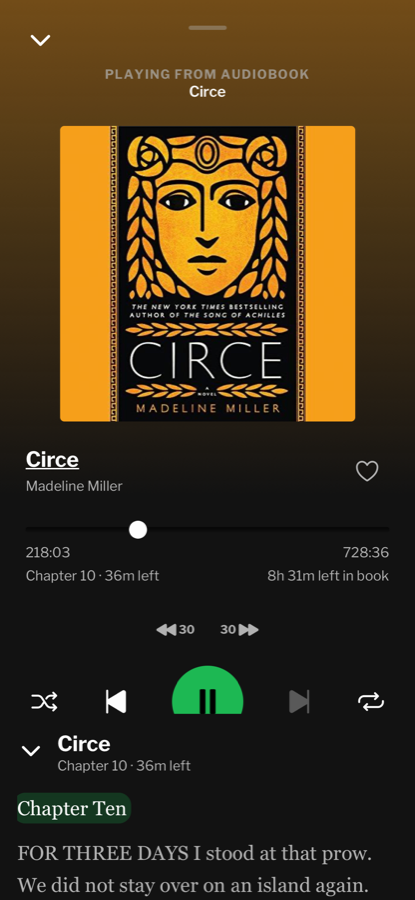 PLAYING FROM AUDIOBOOK
Circe
THE NEW YORK TIMES BESTSELLING
AUTHOR OF THE SONG OF ACHILLES
CIRCE
A
NOVEL
MADELINE MILLER
Circe
Madeline Miller
218:03
728:36
Chapter 10 · 36m left
8h 31m left in book
30
30
Circe
Chapter 10 · 36m left
Chapter Ten
FOR THREE DAYS I stood at that prow.
We did not stay over on an island again.